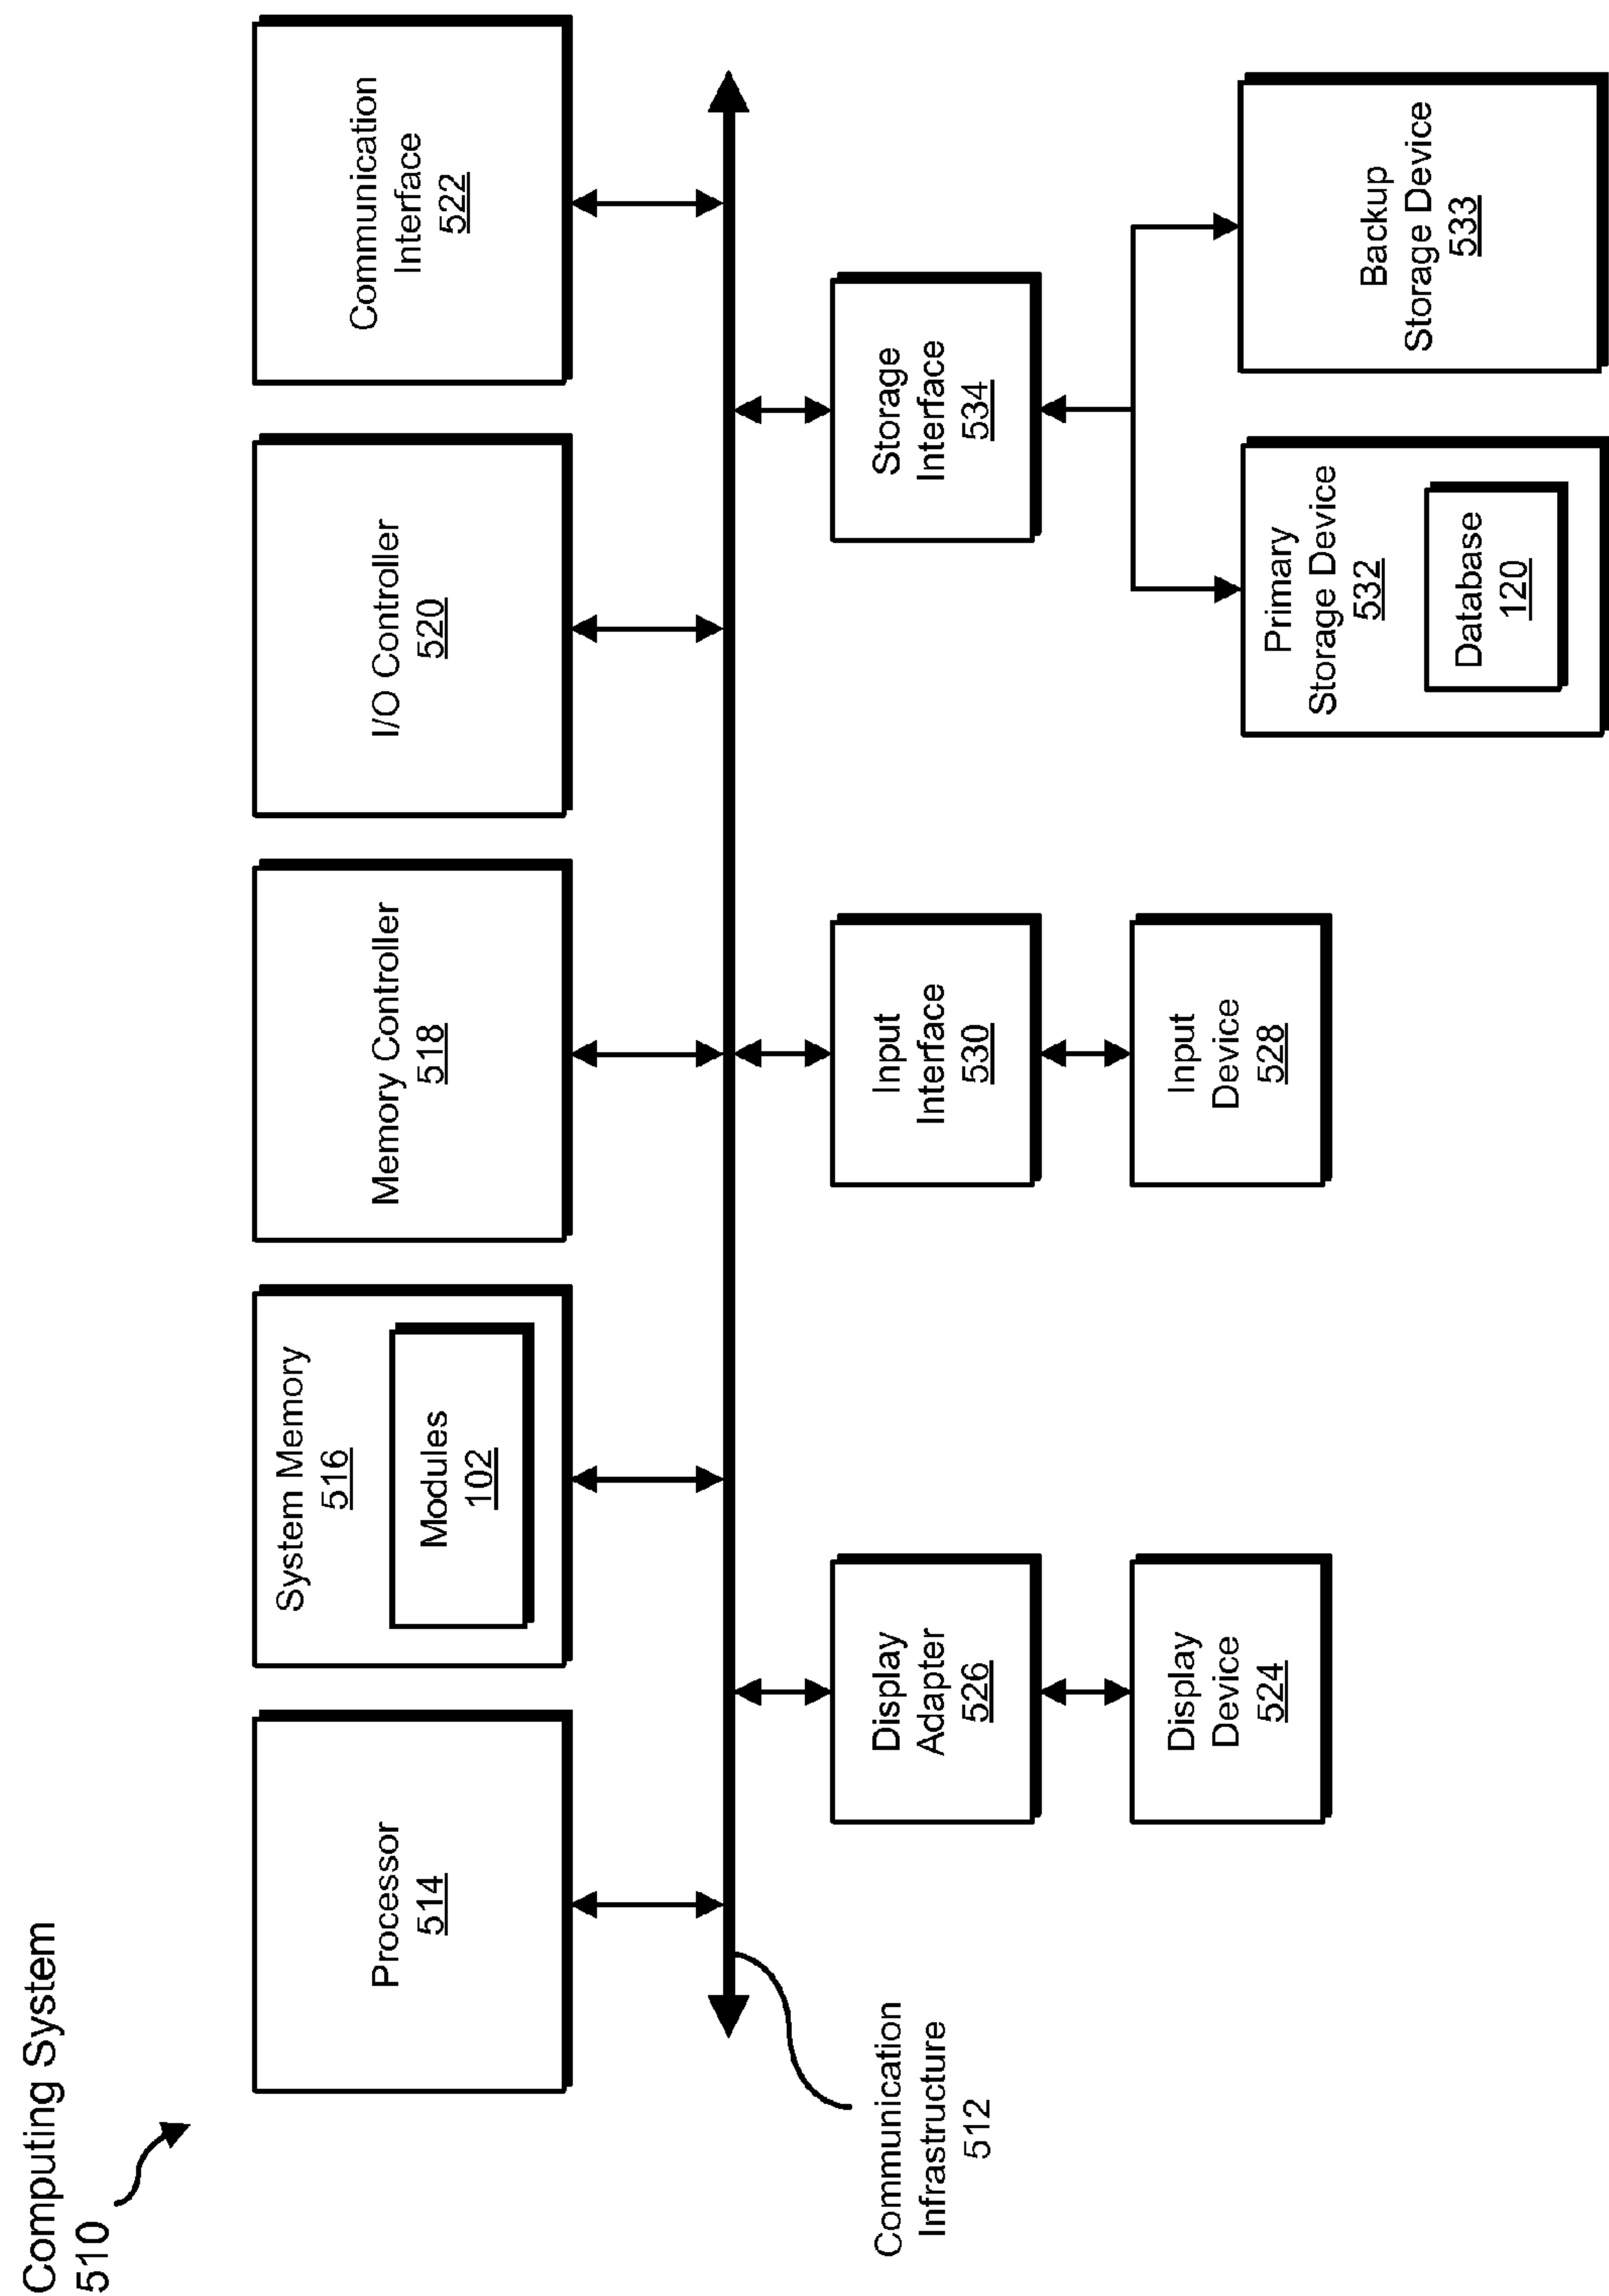 Computing System
510
Processor
514
System Memory
516
Modules
102
Memory Controller
518
I/O Controller
520
Communication
Interface
522
Communication
Infrastructure
512
Display
Adapter
526
Input
Interface
530
Storage
Interface
534
Display
Device
524
Input
Device
528
Primary
Storage Device
532
Database
120
Backup
Storage Device
533